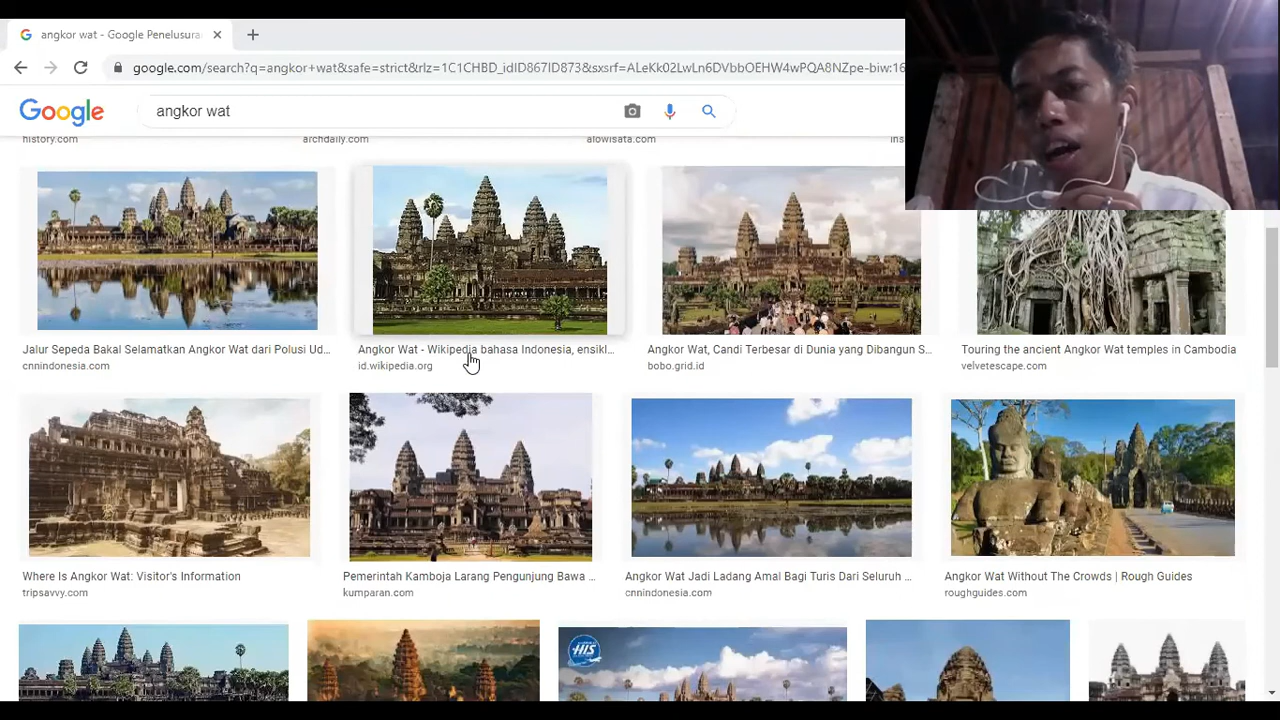 angkor wat - Google Penelusura
google.com/search?q=angkor+wat&safe=strict&rlz=1C1CHBD_idID867ID873&sxsrf=ALeKk02LwLn6DVbbOEHW4wPQA8NZpe-biw:16
Google
angkor wat
history.com
archdaily.com
alowisata.com
ins
Jalur Sepeda Bakal Selamatkan Angkor Wat dari Polusi Ud...
cnnindonesia.com
Angkor Wat - Wikipedia bahasa Indonesia, ensikl...
id.wikipedia.org
Angkor Wat, Candi Terbesar di Dunia yang Dibangun S...
bobo.grid.id
Touring the ancient Angkor Wat temples in Cambodia
velvetescape.com
Where Is Angkor Wat: Visitor's Information
tripsavvy.com
Pemerintah Kamboja Larang Pengunjung Bawa ...
kumparan.com
Angkor Wat Jadi Ladang Amal Bagi Turis Dari Seluruh ...
cnnindonesia.com
Angkor Wat Without The Crowds | Rough Guides
roughguides.com
HIS